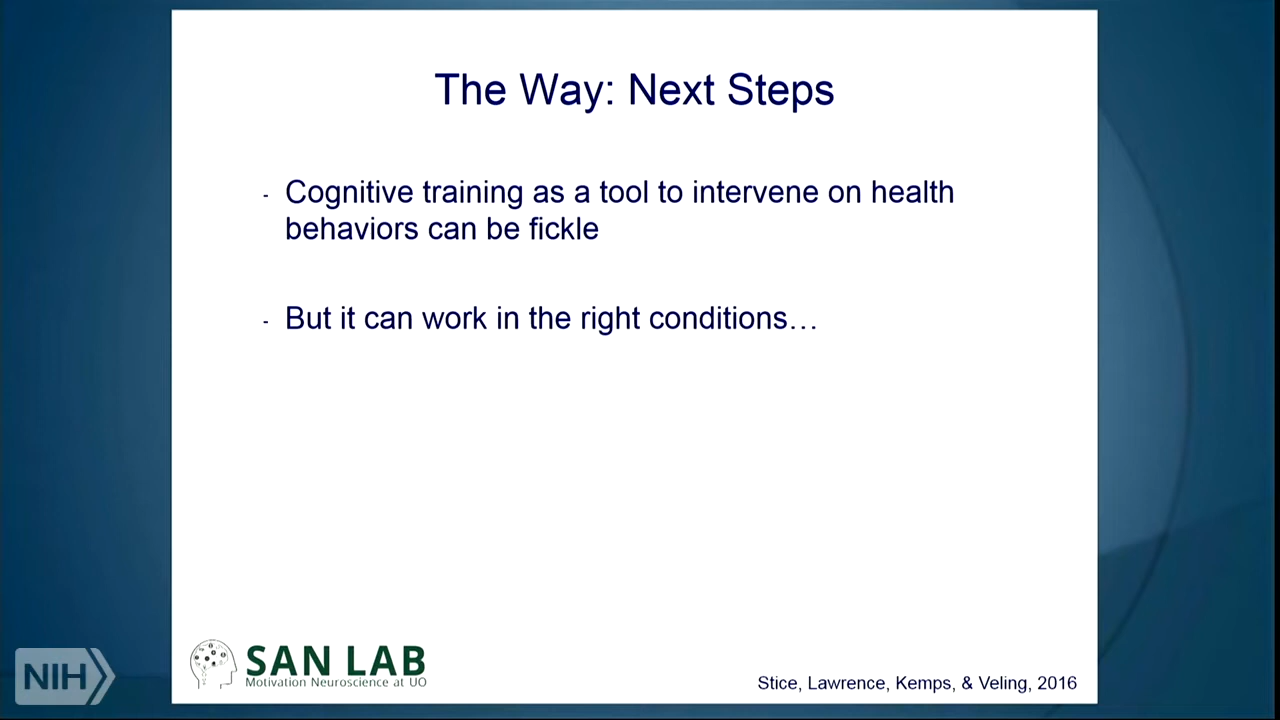 The Way: Next Steps
- Cognitive training as a tool to intervene on health
behaviors can be fickle
- But it can work in the right conditions…
SAN LAB
Motivation Neuroscience at UO
Stice, Lawrence, Kemps, & Veling, 2016
NIH